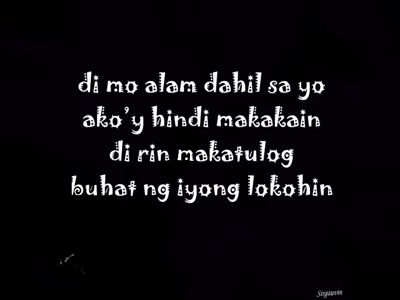 di mo alam dahil sa yo
ako'y hindi makakain
di rin makatulog
buhat ng iyong lokohin